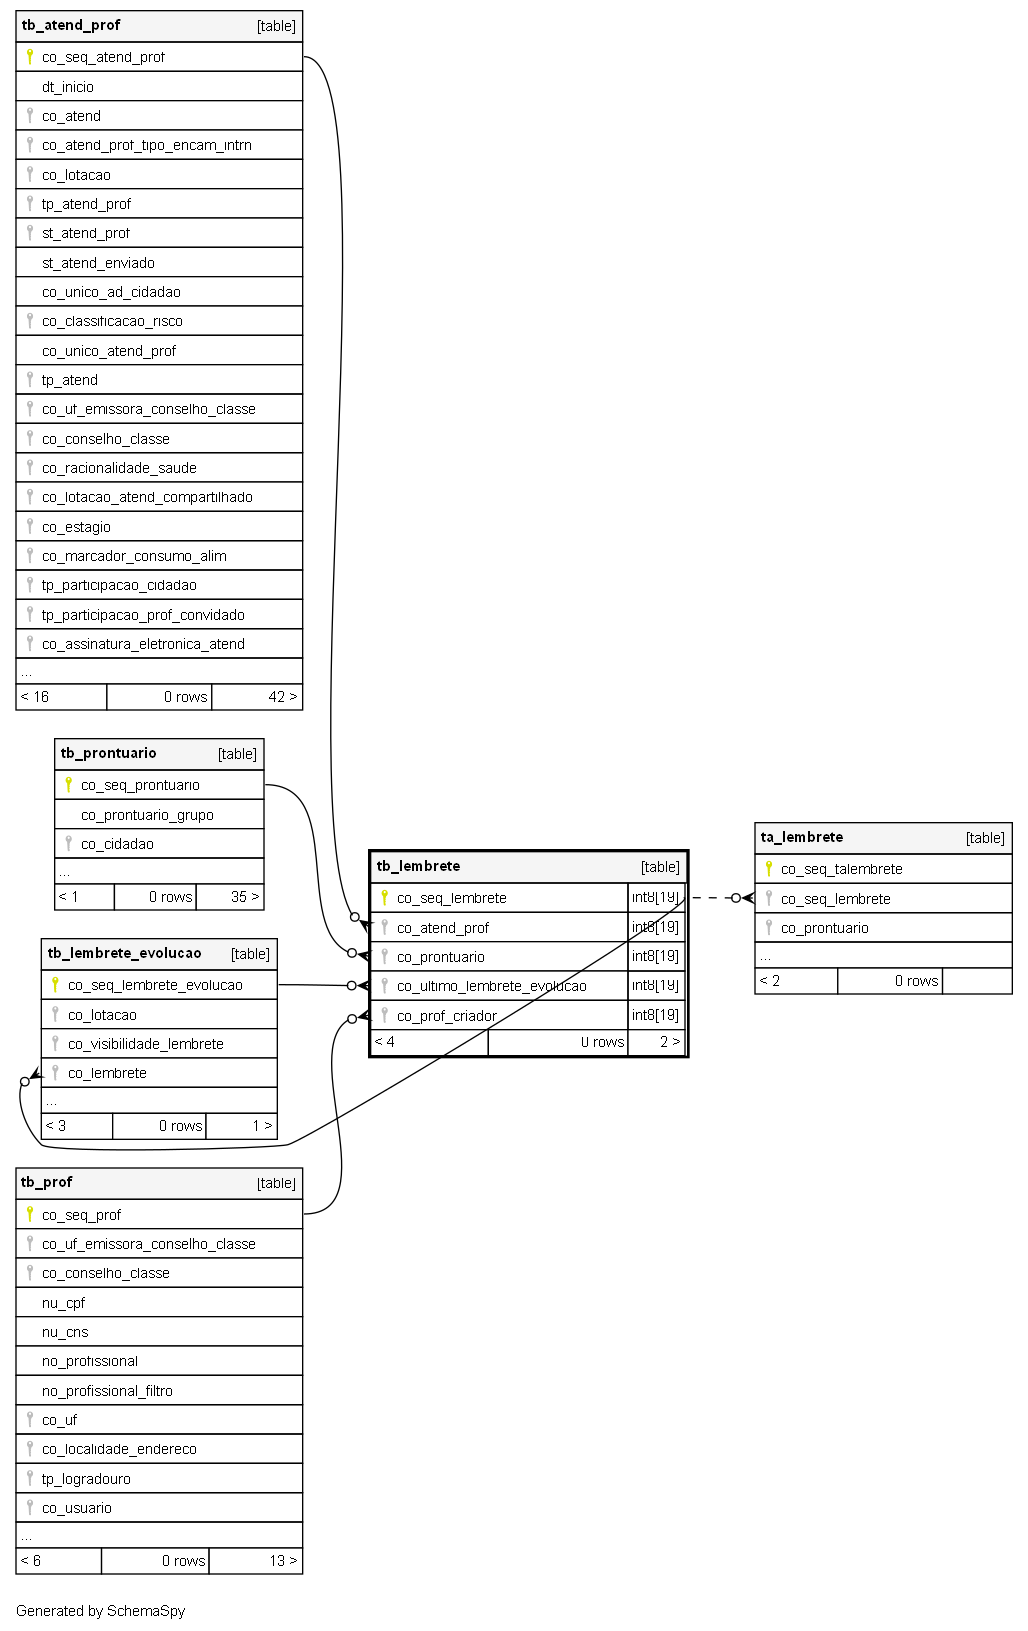 tb_atend_prof [table]
co_seq_atend_prof
dt_inicio
co_atend
co_atend_prof_tipo_encam_intrn
co_lotacao
tp_atend_prof
st_atend_prof
st_atend_enviado
co_unico_ad_cidadao
co_classificacao_risco
co_unico_atend_prof
tp_atend
co_uf_emissora_conselho_classe
co_conselho_classe
co_racionalidade_saude
co_lotacao_atend_compartilhado
co_estagio
co_marcador_consumo_alim
tp_participacao_cidadao
tp_participacao_prof_convidado
co_assinatura_eletronica_atend
...
< 16 0 rows 42 >
tb_prontuario [table]
co_seq_prontuario
co_prontuario_grupo
co_cidadao
...
< 1 0 rows 35 >
tb_lembrete_evolucao [table]
co_seq_lembrete_evolucao
co_lotacao
co_visibilidade_lembrete
co_lembrete
...
< 3 0 rows 1 >
tb_prof [table]
co_seq_prof
co_uf_emissora_conselho_classe
co_conselho_classe
nu_cpf
nu_cns
no_profissional
no_profissional_filtro
co_uf
co_localidade_endereco
tp_logradouro
co_usuario
...
< 6 0 rows 13 >
tb_lembrete [table]
co_seq_lembrete int8[19]
co_atend_prof int8[19]
co_prontuario int8[19]
co_ultimo_lembrete_evolucao int8[19]
co_prof_criador int8[19]
< 4 0 rows 2 >
ta_lembrete [table]
co_seq_talembrete
co_seq_lembrete
co_prontuario
...
< 2 0 rows
Generated by SchemaSpy